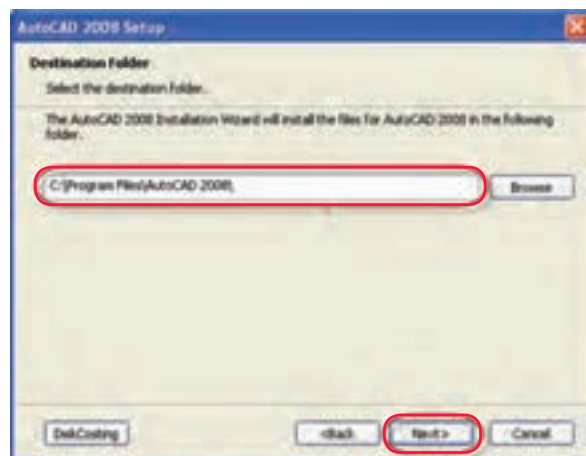 AutoCAD 2008 Setup
Destination Folder
Select the destination folder.
The AutoCAD 2008 Installation Wizard will install the files for AutoCAD 2008 in the following
folder.
C:\Program Files\AutoCAD 2008\
Browse
DiskCosting
<Back
Next>
Cancel